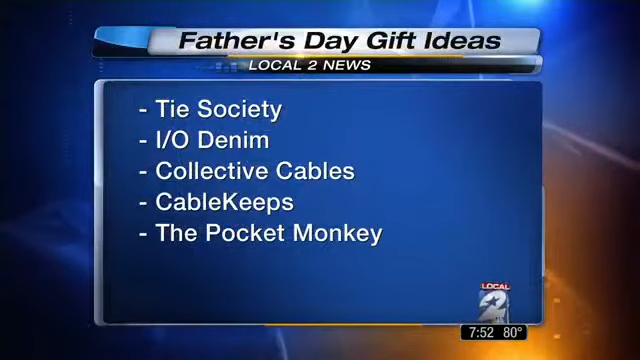 Father's Day Gift Ideas
LOCAL 2 NEWS
- Tie Society
- I/O Denim
- Collective Cables
- CableKeeps
- The Pocket Monkey
LOCAL
2
7:52 80°